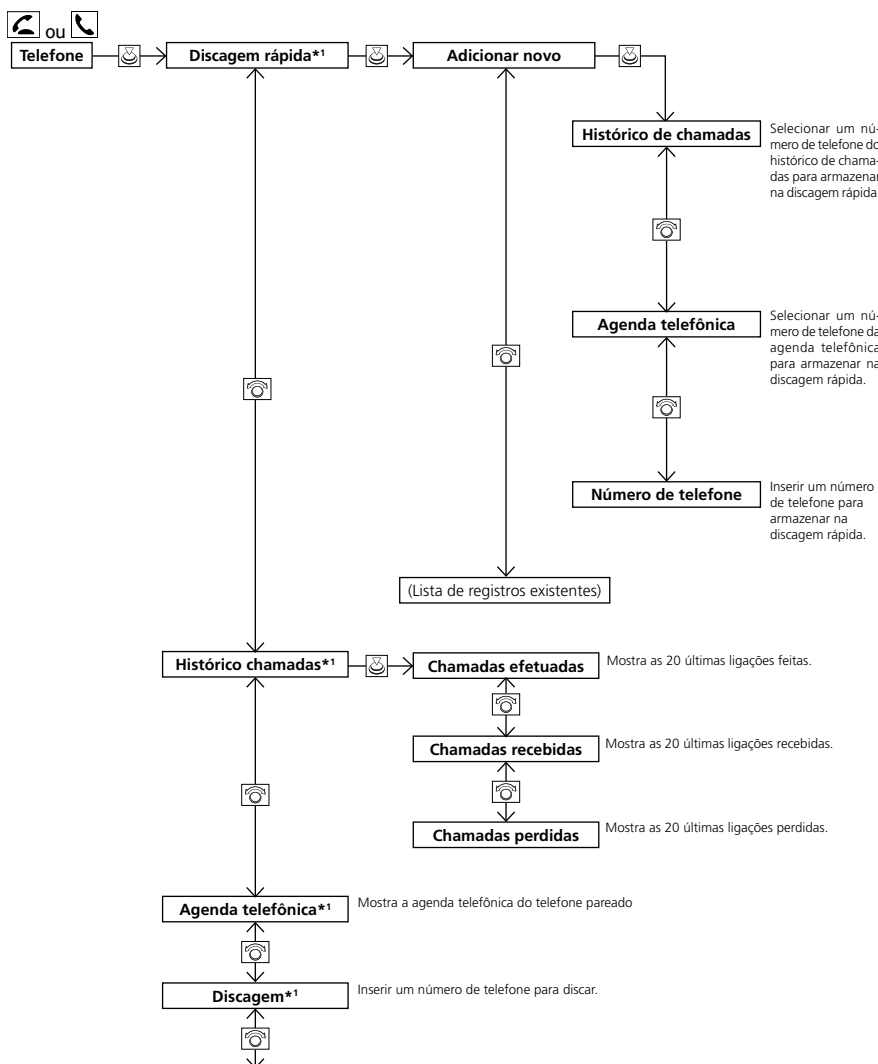 ou
Telefone
Discagem rápida*1
Adicionar novo
Histórico de chamadas
Selecionar um nú-
mero de telefone do
histórico de chama-
das para armazenar
na discagem rápida
Agenda telefônica
Selecionar um nú-
mero de telefone da
agenda telefônica
para armazenar na
discagem rápida.
Número de telefone
Inserir um número
de telefone para
armazenar na
discagem rápida.
(Lista de registros existentes)
Histórico chamadas*1
Chamadas efetuadas
Mostra as 20 últimas ligações feitas.
Chamadas recebidas
Mostra as 20 últimas ligações recebidas.
Chamadas perdidas
Mostra as 20 últimas ligações perdidas.
Agenda telefônica*1
Mostra a agenda telefônica do telefone pareado
Discagem*1
Inserir um número de telefone para discar.